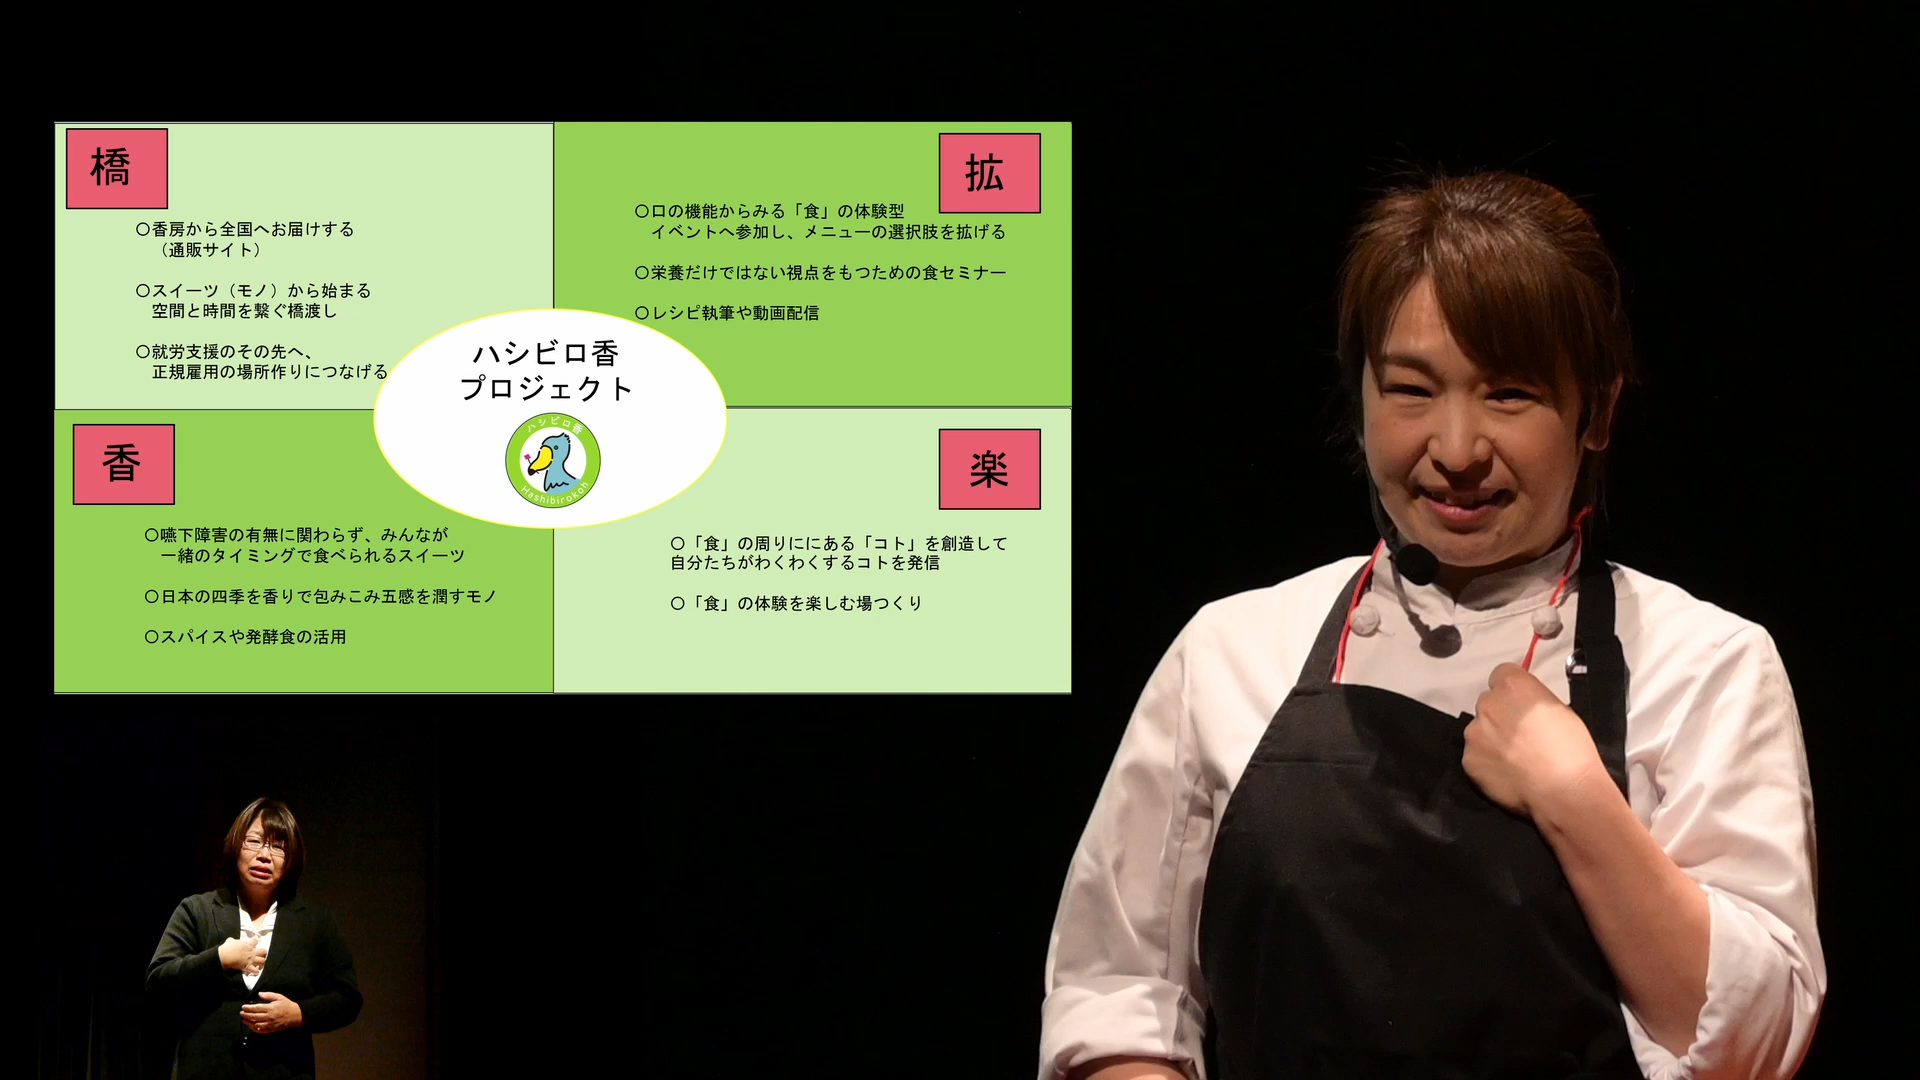 橋
〇香房から全国へお届けする
（通販サイト）
〇スイーツ（モノ）から始まる
空間と時間を繋ぐ橋渡し
〇就労支援のその先へ、
正規雇用の場所作りにつなげる
拡
〇口の機能からみる「食」の体験型
イベントへ参加し、メニューの選択肢を拡げる
〇栄養だけではない視点をもつための食セミナー
〇レシピ執筆や動画配信
ハシビロ香
プロジェクト
ハシビロ香
Hashibirokoh
香
〇嚥下障害の有無に関わらず、みんなが
一緒のタイミングで食べられるスイーツ
〇日本の四季を香りで包みこみ五感を潤すモノ
〇スパイスや発酵食の活用
楽
〇「食」の周りににある「コト」を創造して
自分たちがわくわくするコトを発信
〇「食」の体験を楽しむ場つくり